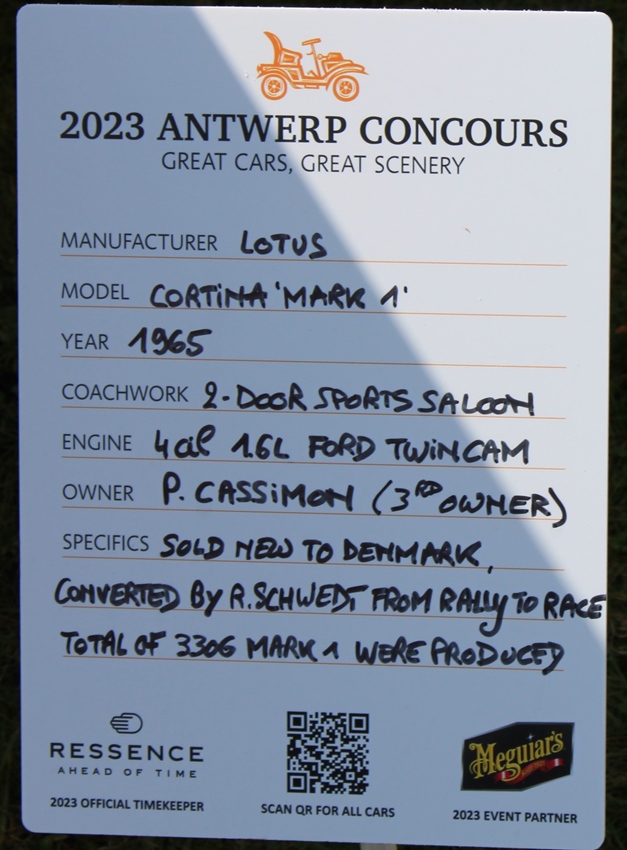 2023 ANTWERP CONCOURS
GREAT CARS, GREAT SCENERY
MANUFACTURER LOTUS
MODEL CORTINA 'MARK 1'
YEAR 1965
COACHWORK 2-DOOR SPORTS SALOON
ENGINE 4cil 1.6L FORD TWINCAM
OWNER P. CASSIMON (3RD OWNER)
SPECIFICS SOLD NEW TO DENMARK,
CONVERTED BY R.SCHWEDT FROM RALLY TO RACE
TOTAL OF 3306 MARK 1 WERE PRODUCED
RESSENCE
AHEAD OF TIME
2023 OFFICIAL TIMEKEEPER
SCAN QR FOR ALL CARS
Meguiar's
2023 EVENT PARTNER